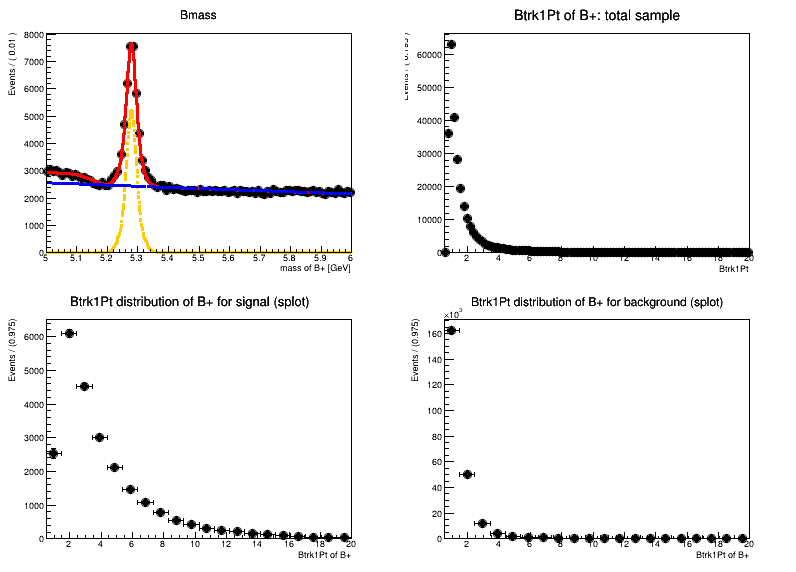 Bmass
Events / ( 0.01 )
8000
7000
6000
5000
4000
3000
2000
1000
0
5 5.1 5.2 5.3 5.4 5.5 5.6 5.7 5.8 5.9 6
mass of B+ [GeV]
Btrk1Pt of B+: total sample
Events / (
60000
50000
40000
30000
20000
10000
0
2 4 6 8 10 12 14 16 18 20
Btrk1Pt
Btrk1Pt distribution of B+ for signal (splot)
Events / (0.975)
6000
5000
4000
3000
2000
1000
0
2 4 6 8 10 12 14 16 18 20
Btrk1Pt of B+
Btrk1Pt distribution of B+ for background (splot)
×10³
Events / (0.975)
160
140
120
100
80
60
40
20
0
2 4 6 8 10 12 14 16 18 20
Btrk1Pt of B+